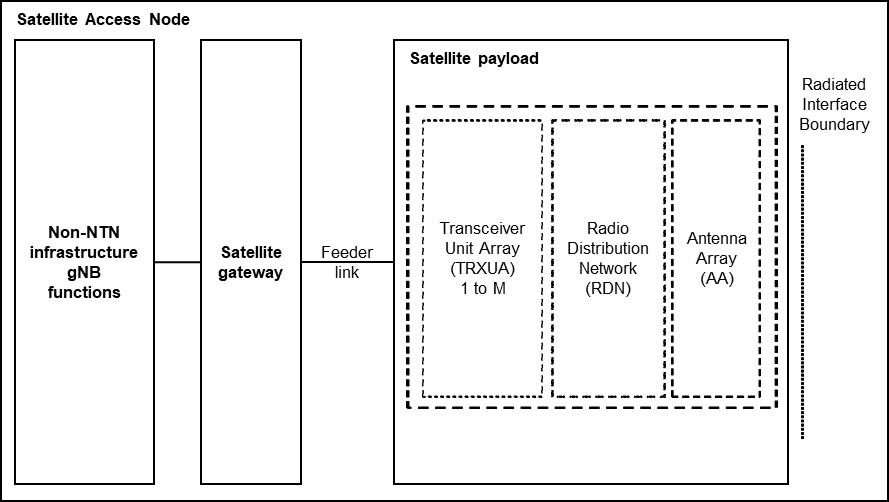 Satellite Access Node
Satellite payload
Radiated
Interface
Boundary
Non-NTN
infrastructure
gNB
functions
Satellite
gateway
Feeder
link
Transceiver
Unit Array
(TRXUA)
1 to M
Radio
Distribution
Network
(RDN)
Antenna
Array
(AA)